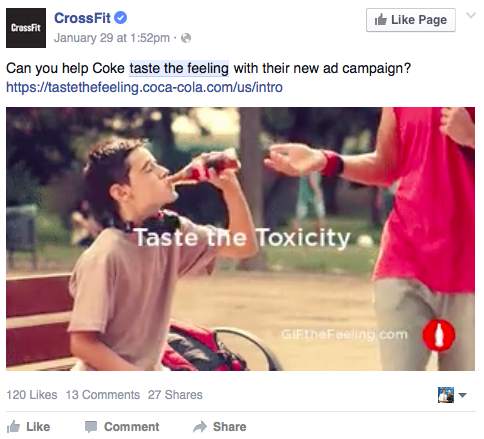 CrossFit
CrossFit
Like Page
January 29 at 1:52pm ·
Can you help Coke taste the feeling with their new ad campaign?
https://tastethefeeling.coca-cola.com/us/intro
Taste the Toxicity
GIFtheFeeling.com
120 Likes 13 Comments 27 Shares
Like Comment Share